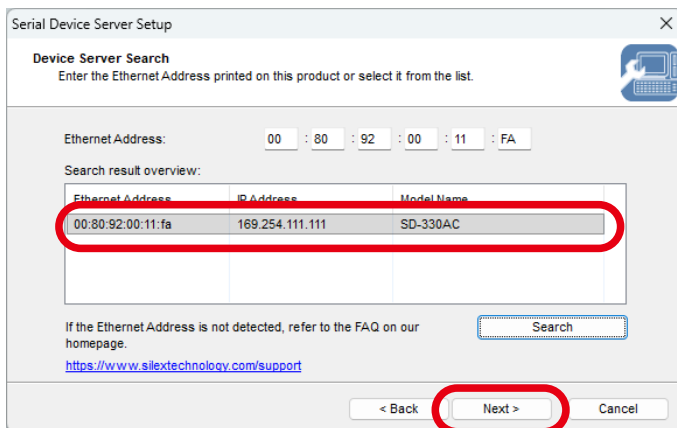 Serial Device Server Setup
Device Server Search
Enter the Ethernet Address printed on this product or select it from the list.
Ethernet Address: 00 : 80 : 92 : 00 : 11 : FA
Search result overview:
Ethernet Address IP Address Model Name
00:80:92:00:11:fa 169.254.111.111 SD-330AC
If the Ethernet Address is not detected, refer to the FAQ on our
homepage.
Search
https://www.silextechnology.com/support
< Back Next > Cancel